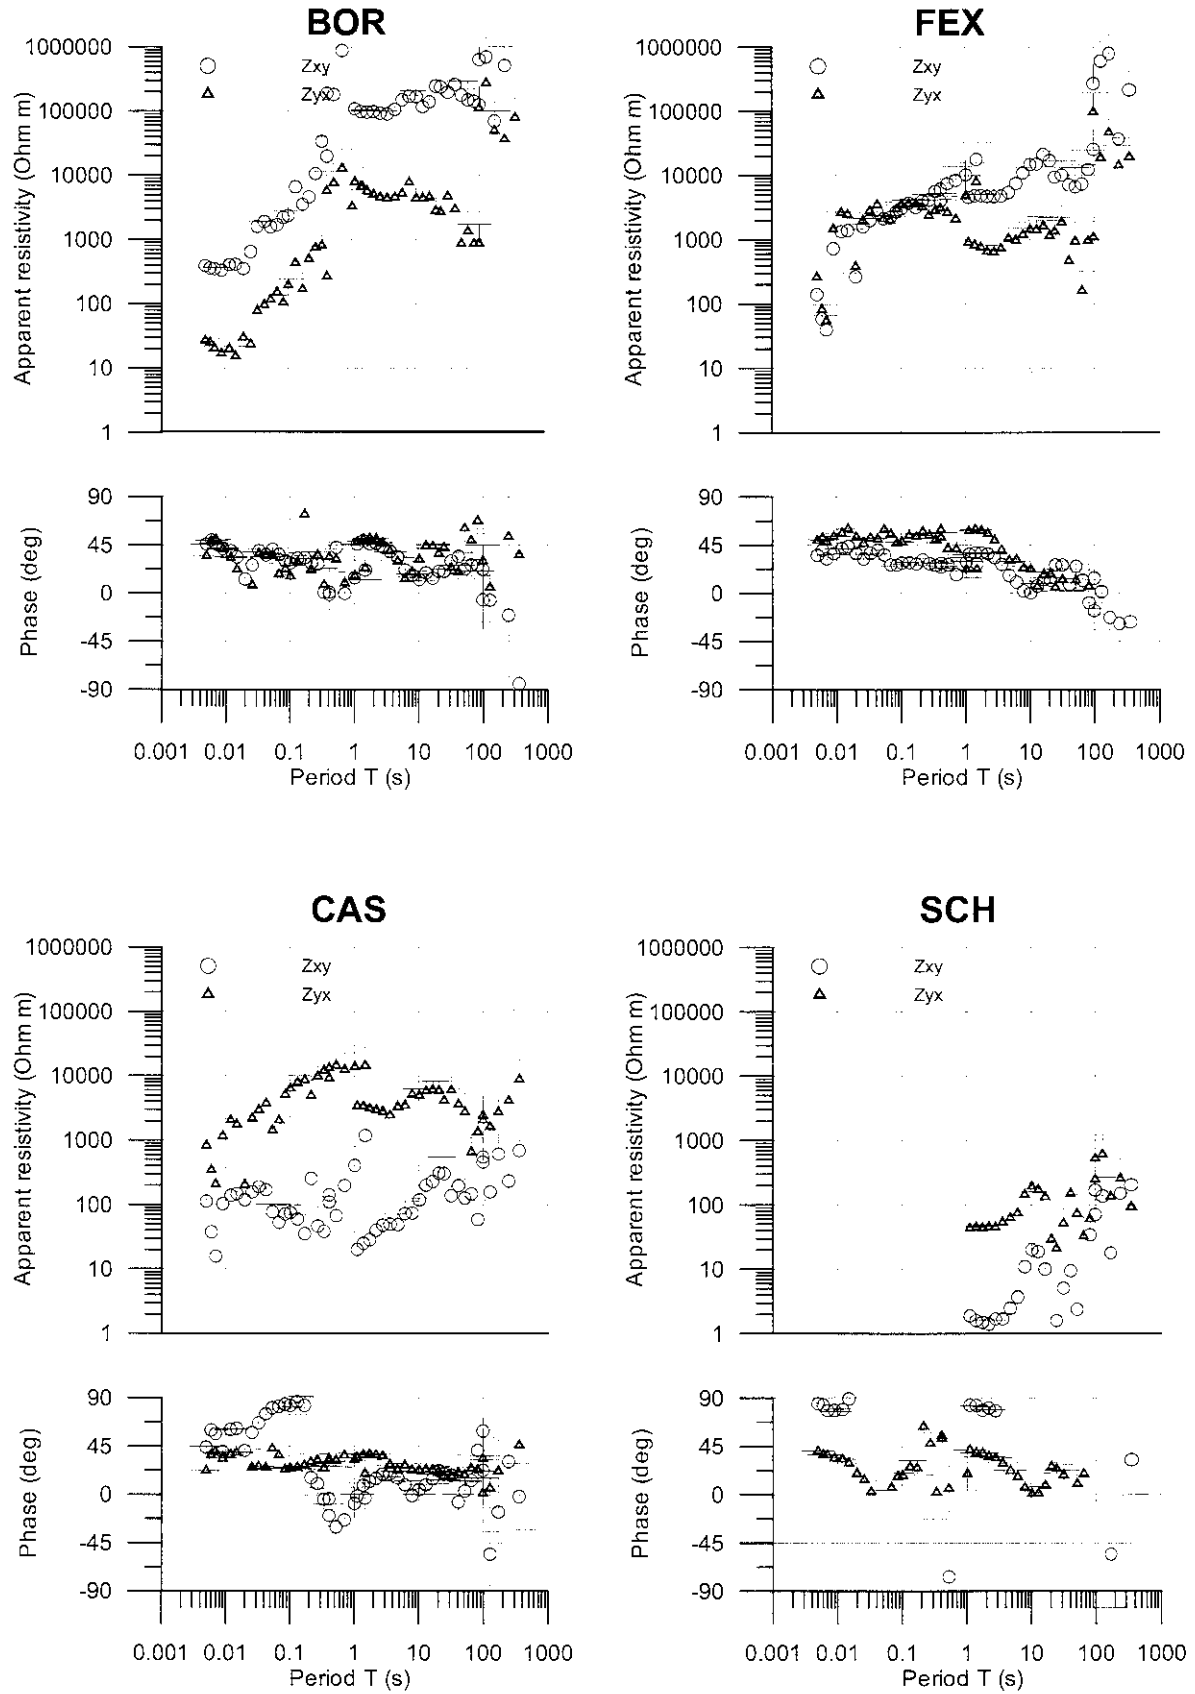 BOR
1000000
100000
10000
1000
100
10
1
Apparent resistivity (Ohm m)
Zxy
Zyx
90
45
0
-45
-90
Phase (deg)
0.001 0.01 0.1 1 10 100 1000
Period T (s)
FEX
1000000
100000
10000
1000
100
10
1
Apparent resistivity (Ohm m)
Zxy
Zyx
90
45
0
-45
-90
Phase (deg)
0.001 0.01 0.1 1 10 100 1000
Period T (s)
CAS
1000000
100000
10000
1000
100
10
1
Apparent resistivity (Ohm m)
Zxy
Zyx
90
45
0
-45
-90
Phase (deg)
0.001 0.01 0.1 1 10 100 1000
Period T (s)
SCH
1000000
100000
10000
1000
100
10
1
Apparent resistivity (Ohm m)
Zxy
Zyx
90
45
0
-45
-90
Phase (deg)
0.001 0.01 0.1 1 10 100 1000
Period T (s)